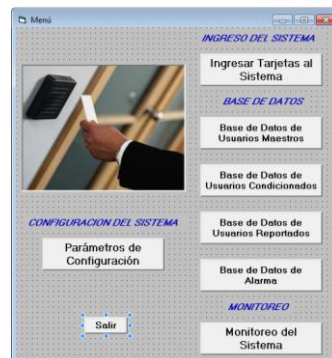 Menú
INGRESO DEL SISTEMA
Ingresar Tarjetas al
Sistema
BASE DE DATOS
Base de Datos de
Usuarios Maestros
Base de Datos de
Usuarios Condicionados
Base de Datos de
Usuarios Reportados
Base de Datos de
Alarma
MONITOREO
Monitoreo del
Sistema
CONFIGURACION DEL SISTEMA
Parámetros de
Configuración
Salir